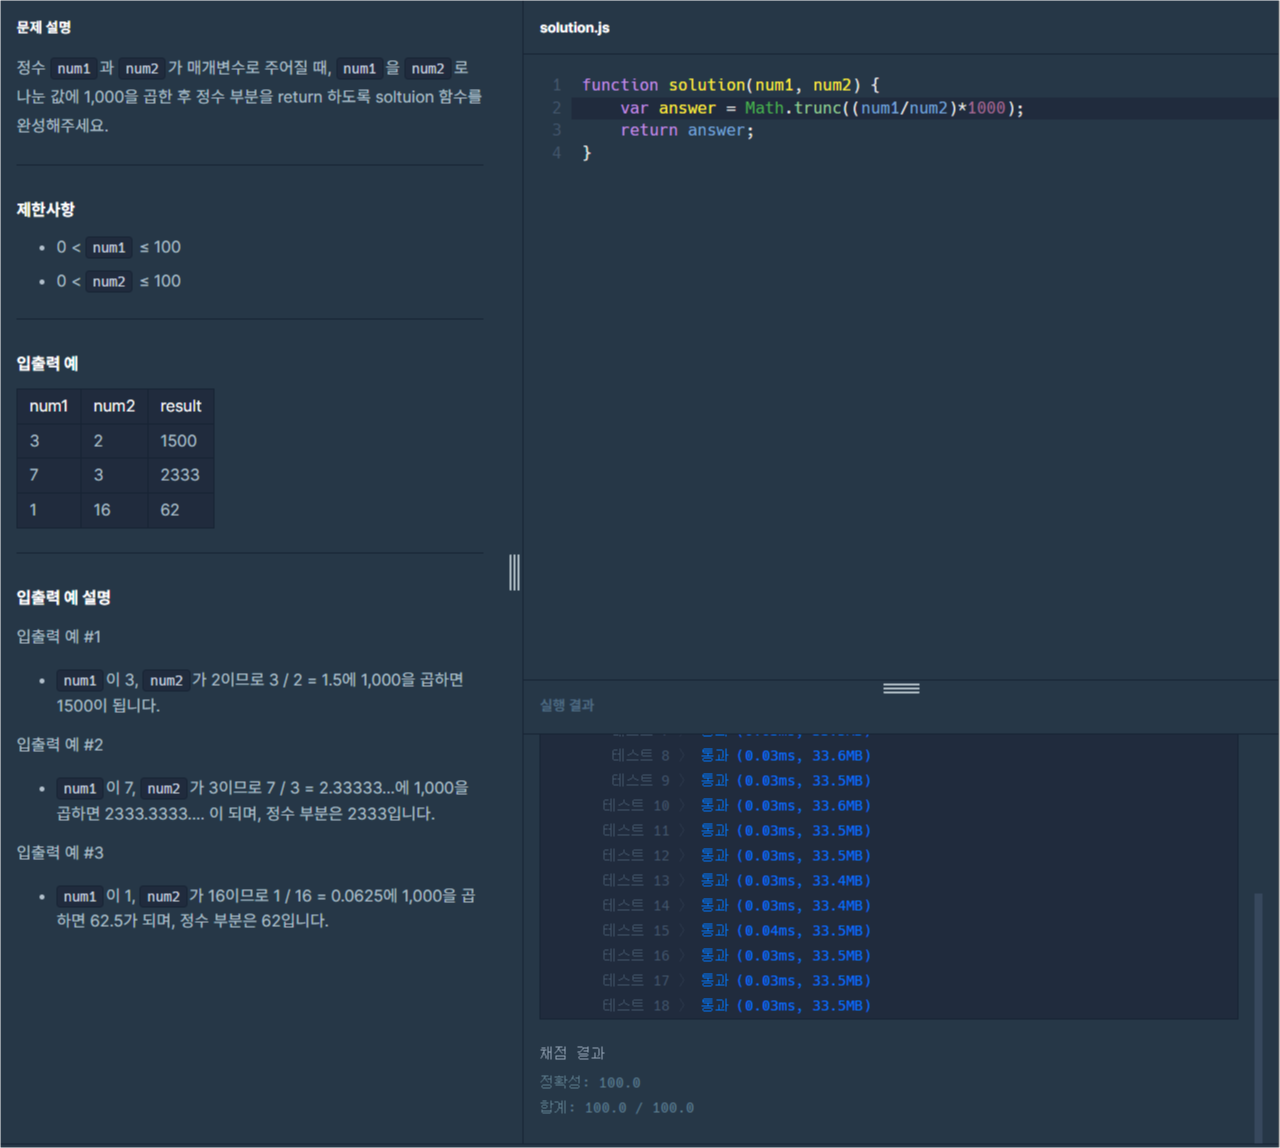 문제 설명
정수 num1 과 num2 가 매개변수로 주어질 때, num1 을 num2 로
나눈 값에 1,000을 곱한 후 정수 부분을 return 하도록 soltuion 함수를
완성해주세요.
제한사항
• 0 < num1 ≤ 100
• 0 < num2 ≤ 100
입출력 예
num1 num2 result
3 2 1500
7 3 2333
1 16 62
입출력 예 설명
입출력 예 #1
• num1 이 3, num2 가 2이므로 3 / 2 = 1.5에 1,000을 곱하면
1500이 됩니다.
입출력 예 #2
• num1 이 7, num2 가 3이므로 7 / 3 = 2.33333...에 1,000을
곱하면 2333.3333.... 이 되며, 정수 부분은 2333입니다.
입출력 예 #3
• num1 이 1, num2 가 16이므로 1 / 16 = 0.0625에 1,000을 곱
하면 62.5가 되며, 정수 부분은 62입니다.
solution.js
1 function solution(num1, num2) {
2 var answer = Math.trunc((num1/num2)*1000);
3 return answer;
4 }
실행 결과
테스트 8 〉 통과 (0.03ms, 33.6MB)
테스트 9 〉 통과 (0.03ms, 33.5MB)
테스트 10 〉 통과 (0.03ms, 33.6MB)
테스트 11 〉 통과 (0.03ms, 33.5MB)
테스트 12 〉 통과 (0.03ms, 33.5MB)
테스트 13 〉 통과 (0.03ms, 33.4MB)
테스트 14 〉 통과 (0.03ms, 33.4MB)
테스트 15 〉 통과 (0.04ms, 33.5MB)
테스트 16 〉 통과 (0.03ms, 33.5MB)
테스트 17 〉 통과 (0.03ms, 33.5MB)
테스트 18 〉 통과 (0.03ms, 33.5MB)
채점 결과
정확성: 100.0
합계: 100.0 / 100.0